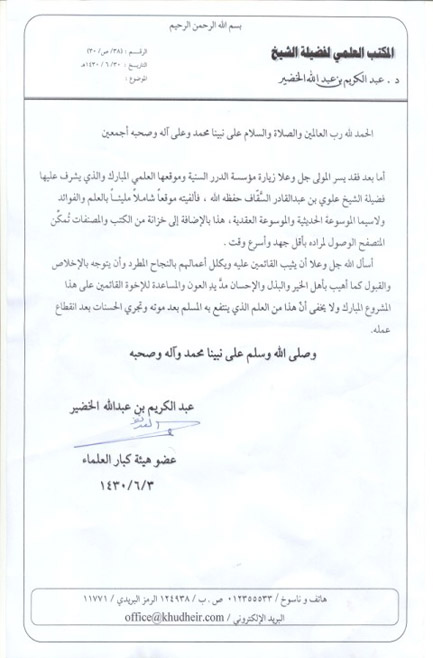 بسم الله الرحمن الرحيم
المكتب العلمي لفضيلة الشيخ
د . عبد الكريم بن عبد الله الخضير
الرقــم : (٣٨/ ص/ ٣٠)
التاريخ : ٣٠/ ٦/ ١٤٣٠هـ
الموضوع :
الحمد لله رب العالمين والصلاة والسلام على نبينا محمد وعلى آله وصحبه أجمعين
أما بعد فقد يسر المولى جل وعلا زيارة مؤسسة الدرر السنية وموقعها العلمي المبارك والذي يشرف عليها
فضيلة الشيخ علوي بن عبدالقادر السَّقّاف حفظه الله ، فألفيته موقعاً شاملاً مليئاً بالعلم والفوائد
ولاسيما الموسوعة الحديثية والموسوعة العقدية ، هذا بالإضافة إلى خزانة من الكتب والمصنفات تُمكّن
المتصفح الوصول لمراده بأقل جهد وأسرع وقت .
أسأل الله جل وعلا أن يثيب القائمين عليه ويكلل أعمالهم بالنجاح المطرد وأن يتوجه بالإخلاص
والقبول كما أهيب بأهل الخير والبذل والإحسان مدَّ يدِ العون والمساعدة للإخوة القائمين على هذا
المشروع المبارك ولا يخفى أنّ هذا من العلم الذي ينتفع به المسلم بعد موته وتجري الحسنات بعد انقطاع
عمله.
وصلى الله وسلم على نبينا محمد وآله وصحبه
عبد الكريم بن عبدالله الخضير
عضو هيئة كبار العلماء
١٤٣٠/٦/٣
هاتف و ناسوخ / ٠١٢٣٥٥٥٣٣ ص . ب / ١٢٤٩٣٨ الرمز البريدي / ١١٧٧١
البريد الإلكتروني / office@khudheir.com